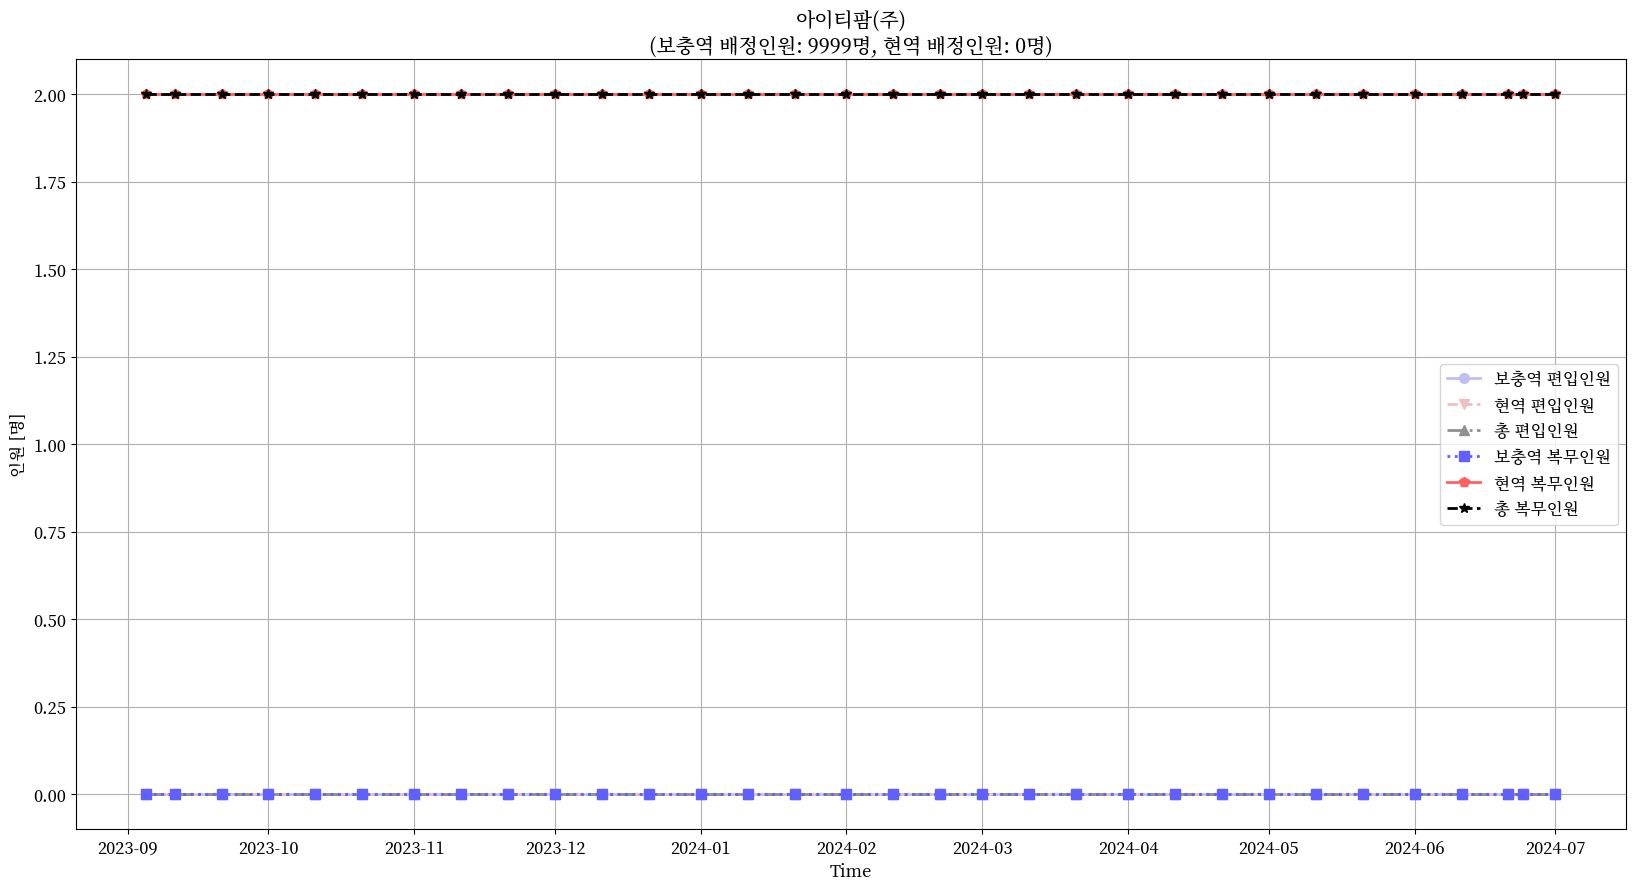 아이티팜(주)
(보충역 배정인원: 9999명, 현역 배정인원: 0명)
2.00
1.75
1.50
1.25
1.00
0.75
0.50
0.25
0.00
인원 [명]
보충역 편입인원
현역 편입인원
총 편입인원
보충역 복무인원
현역 복무인원
총 복무인원
2023-09 2023-10 2023-11 2023-12 2024-01 2024-02 2024-03 2024-04 2024-05 2024-06 2024-07
Time